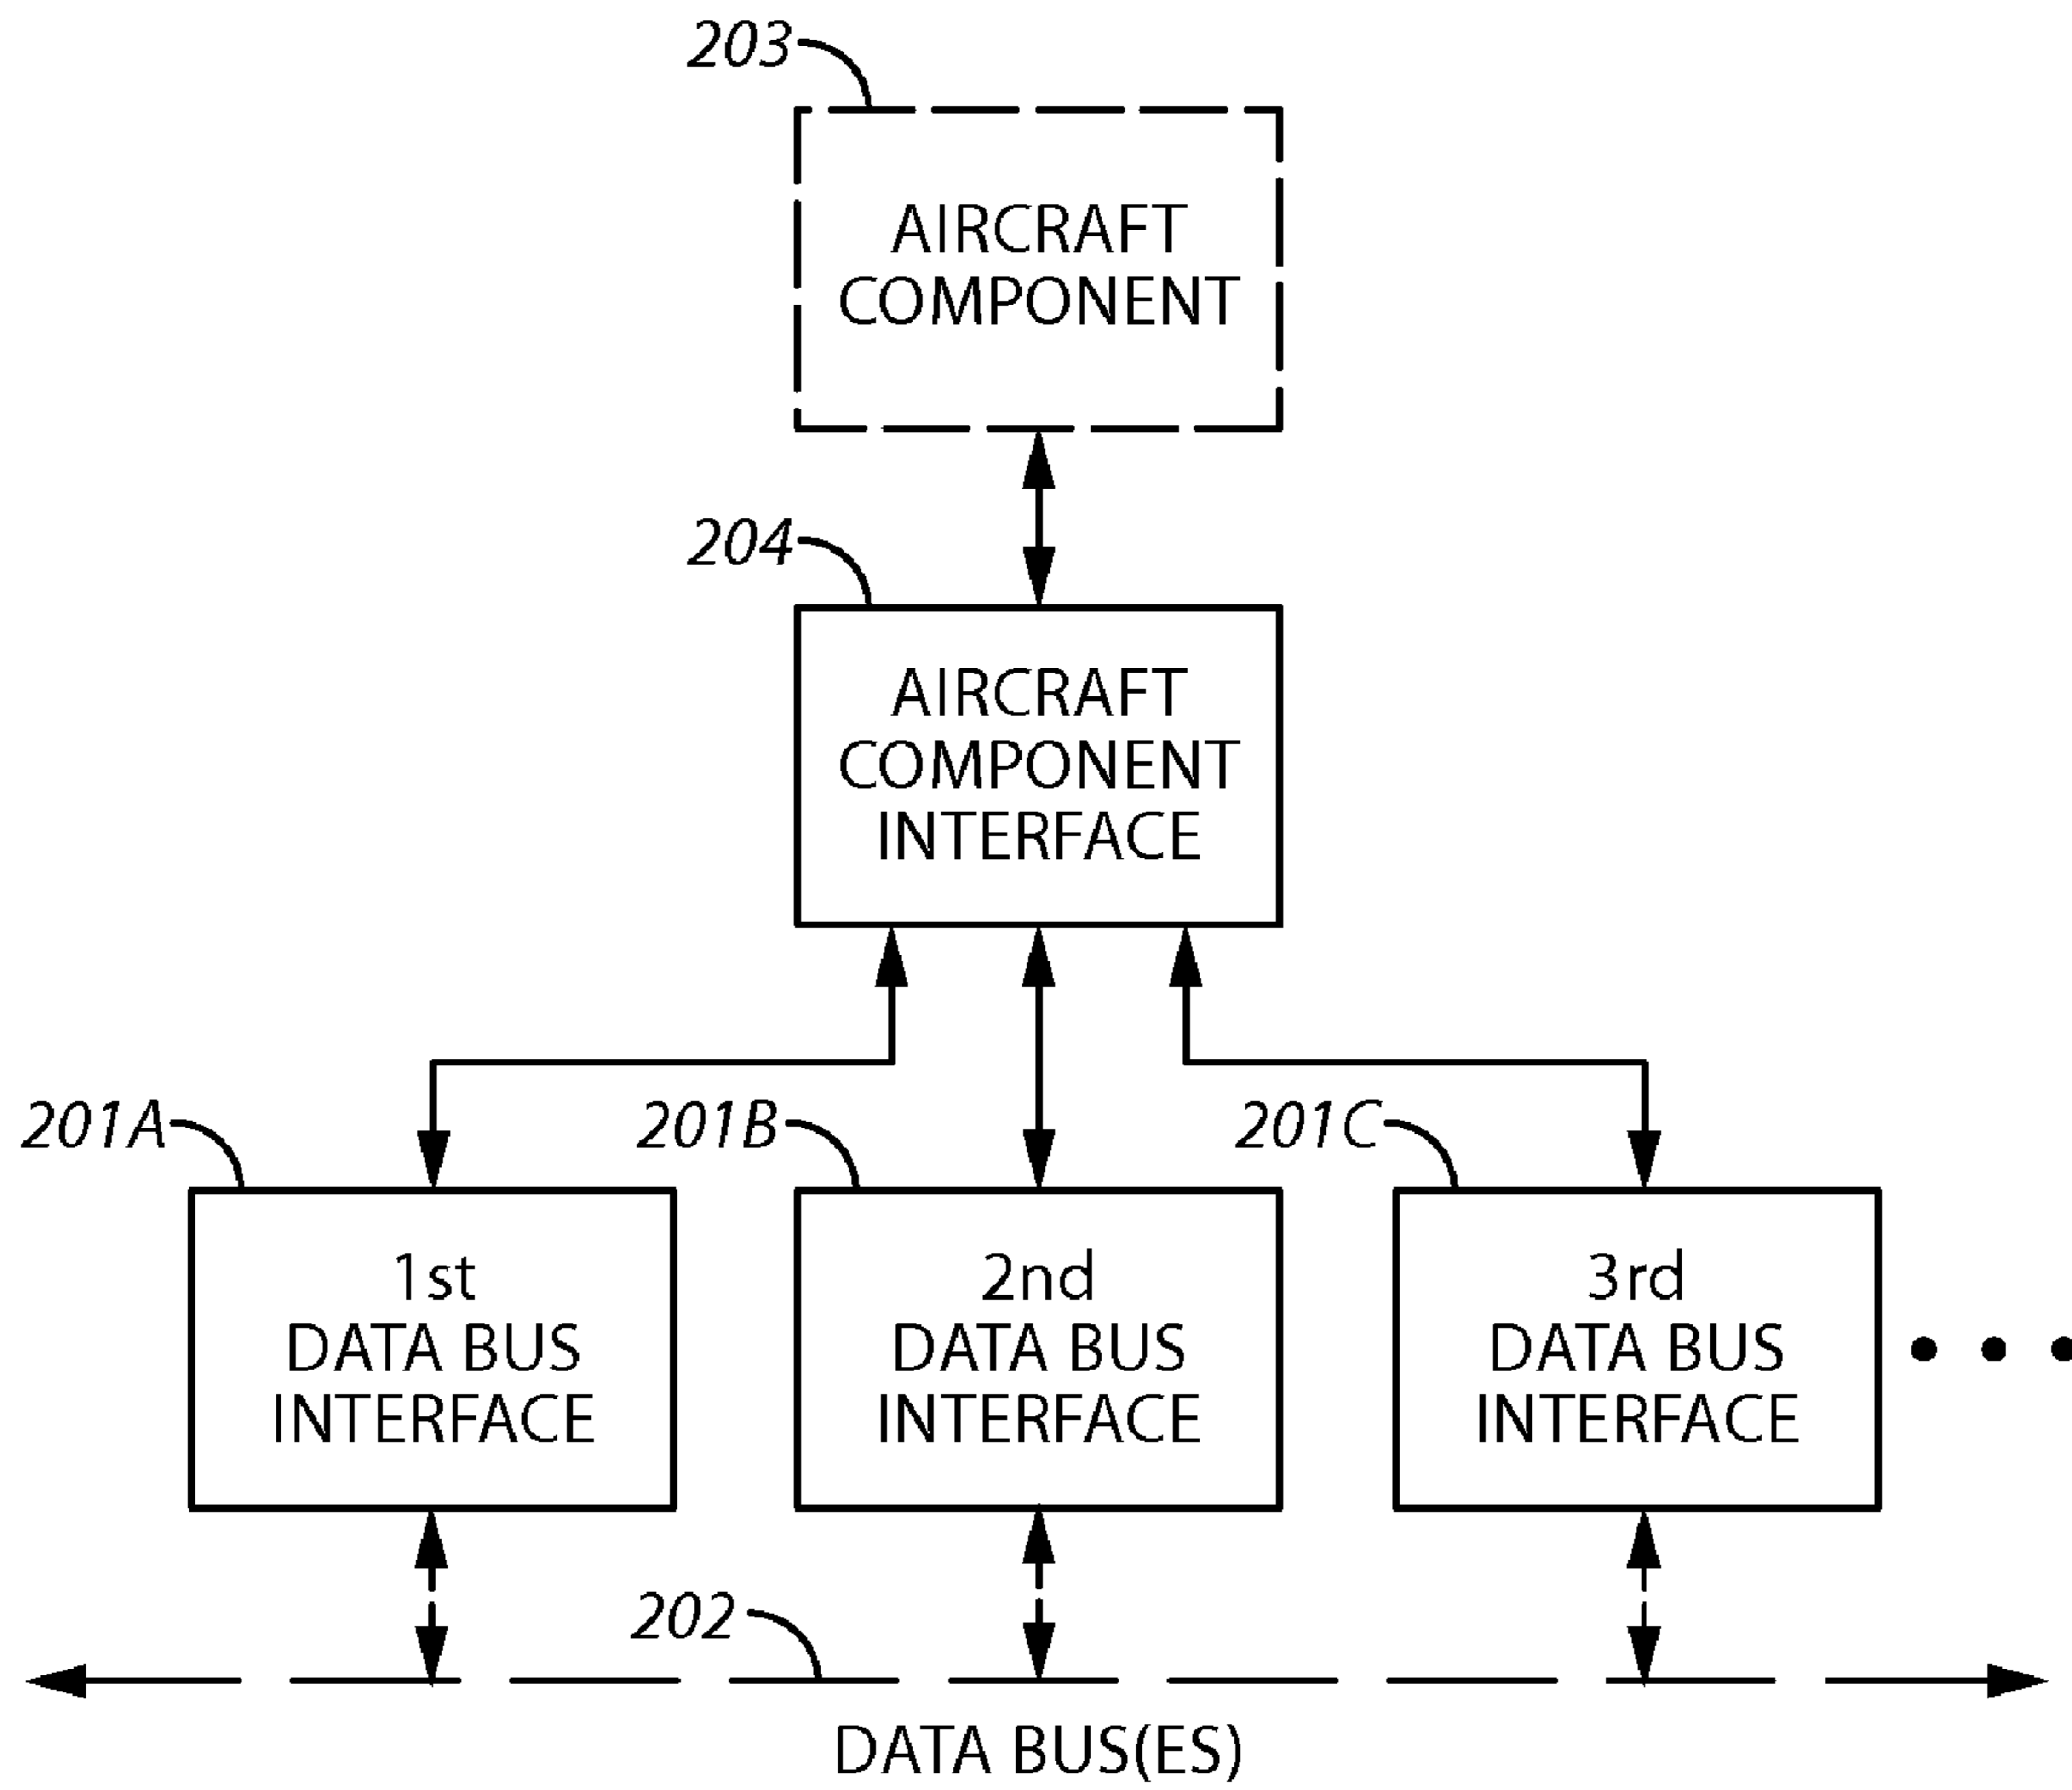 203
AIRCRAFT
COMPONENT
204
AIRCRAFT
COMPONENT
INTERFACE
201A
201B
201C
1st
DATA BUS
INTERFACE
2nd
DATA BUS
INTERFACE
3rd
DATA BUS
INTERFACE
202
DATA BUS(ES)